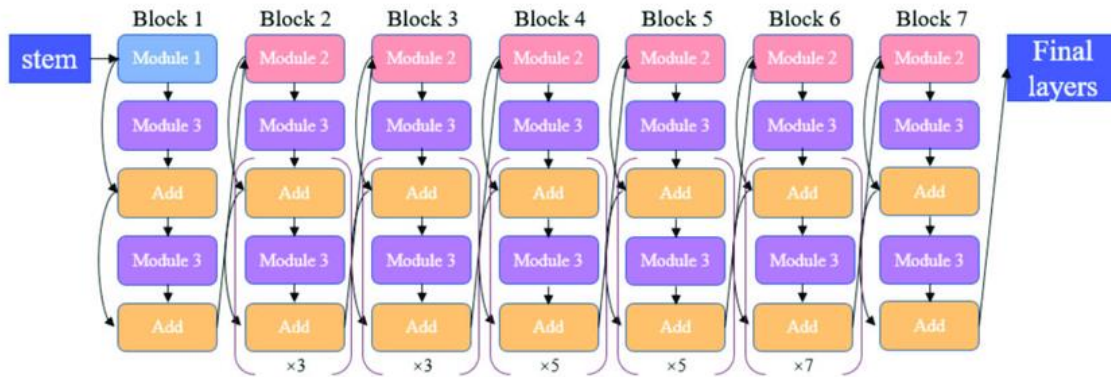 Block 1 Block 2 Block 3 Block 4 Block 5 Block 6 Block 7
stem Module 1 Module 2 Module 2 Module 2 Module 2 Module 2 Module 2 Final
layers
Module 3 Module 3 Module 3 Module 3 Module 3 Module 3 Module 3
Add Add Add Add Add Add Add
Module 3 Module 3 Module 3 Module 3 Module 3 Module 3 Module 3
Add Add Add Add Add Add Add
×3 ×3 ×5 ×5 ×7